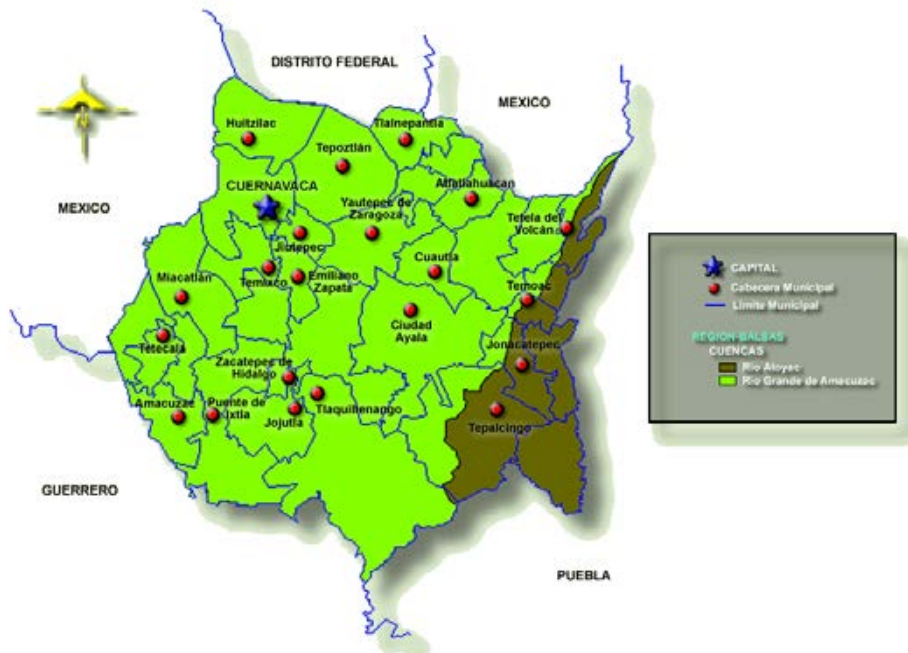 DISTRITO FEDERAL
MEXICO
Huitzilac
Tlalnepantla
Tepoztlán
CUERNAVACA
Atlatlahucan
MEXICO
Yautepec de
Zaragoza
Tetela del
Volcán
Jiutepec
Cuautla
Temixco
Emiliano
Zapata
Miacatlán
Temoac
Ciudad
Ayala
Tetecala
Jonacatepec
Zacatepec de
Hidalgo
Amacuzac
Puente de
Ixtla
Jojutla
Tlaquiltenango
Tepalcingo
GUERRERO
PUEBLA
CAPITAL
Cabecera Municipal
Límite Municipal
REGION-BALSAS
CUENCAS
Río Atoyac
Río Grande de Amacuzac
N